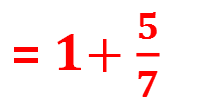 = 1 + 5/7